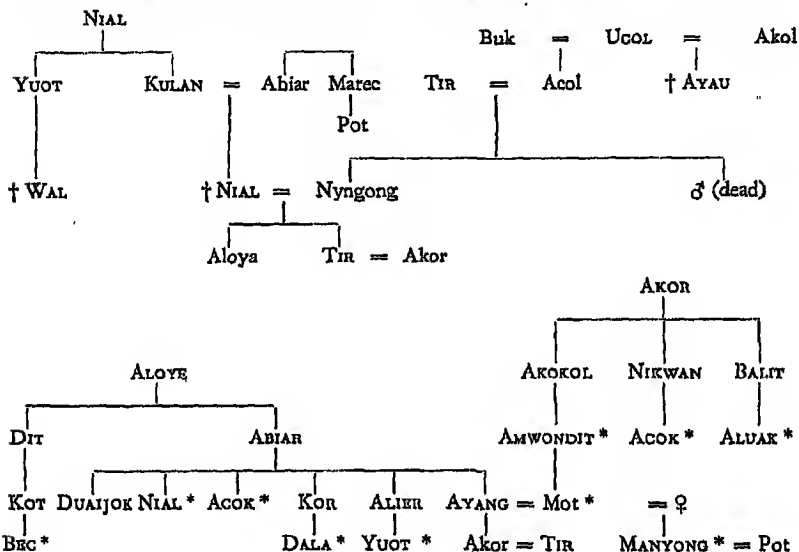 NIAL
Buk = UCOL = Akol
YUOT KULAN = Abiar Marec TIR = Acol † AYAU
Pot
† WAL † NIAL = Nyngong ♂ (dead)
Aloya TIR = Akor
AKOR
ALOYE AKOKOL NIKWAN BALIT
DIT ABIAR AMWONDIT * ACOK * ALUAK *
KOT DUAIJOK NIAL * ACOK * KOR ALIER AYANG = Mot * = ♀
BEC * DALA * YUOT * Akor = TIR MANYONG * = Pot